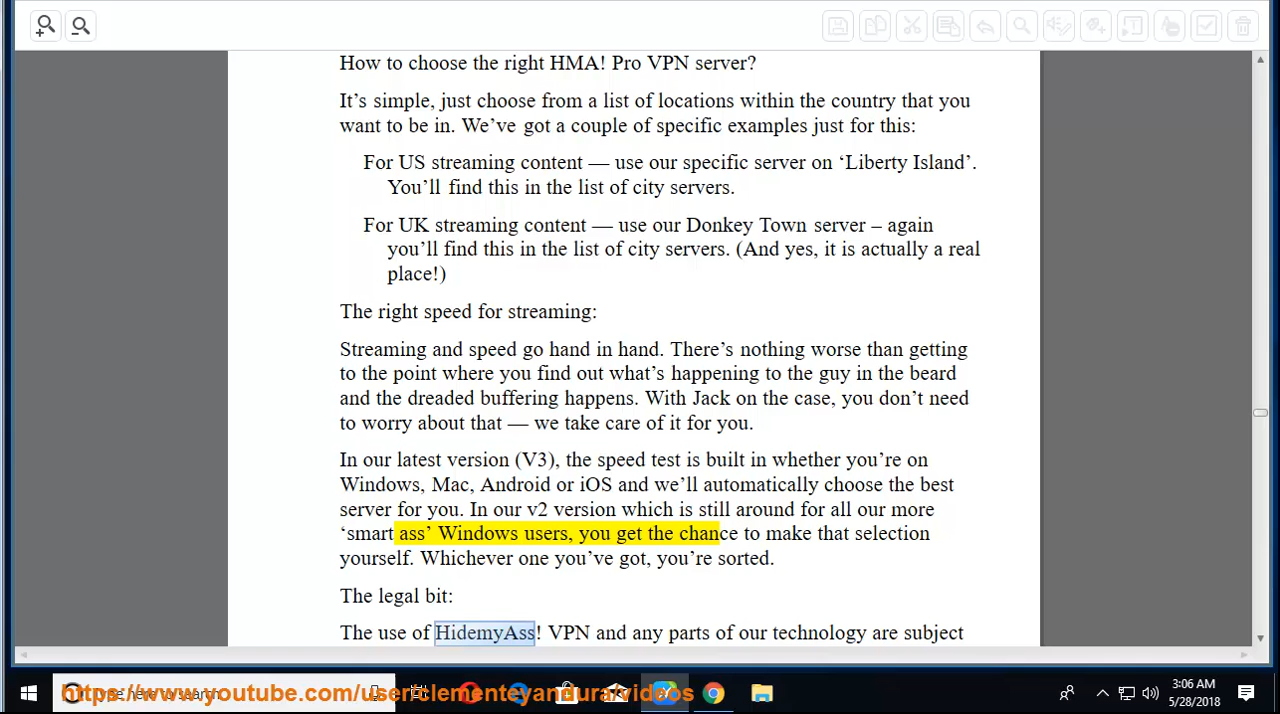 How to choose the right HMA! Pro VPN server?
It’s simple, just choose from a list of locations within the country that you
want to be in. We’ve got a couple of specific examples just for this:
For US streaming content — use our specific server on ‘Liberty Island’.
You’ll find this in the list of city servers.
For UK streaming content — use our Donkey Town server – again
you’ll find this in the list of city servers. (And yes, it is actually a real
place!)
The right speed for streaming:
Streaming and speed go hand in hand. There’s nothing worse than getting
to the point where you find out what’s happening to the guy in the beard
and the dreaded buffering happens. With Jack on the case, you don’t need
to worry about that — we take care of it for you.
In our latest version (V3), the speed test is built in whether you’re on
Windows, Mac, Android or iOS and we’ll automatically choose the best
server for you. In our v2 version which is still around for all our more
‘smart ass’ Windows users, you get the chance to make that selection
yourself. Whichever one you’ve got, you’re sorted.
The legal bit:
The use of HidemyAss! VPN and any parts of our technology are subject
Type here to search
https://www.youtube.com/user/clementeyandura/videos
3:06 AM
5/28/2018